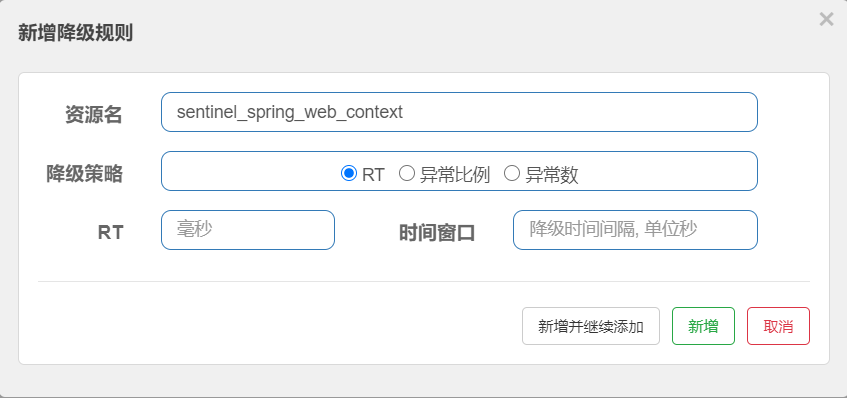 新增降级规则
×
资源名 sentinel_spring_web_context
降级策略 RT 异常比例 异常数
RT 毫秒 时间窗口 降级时间间隔, 单位秒
新增并继续添加 新增 取消